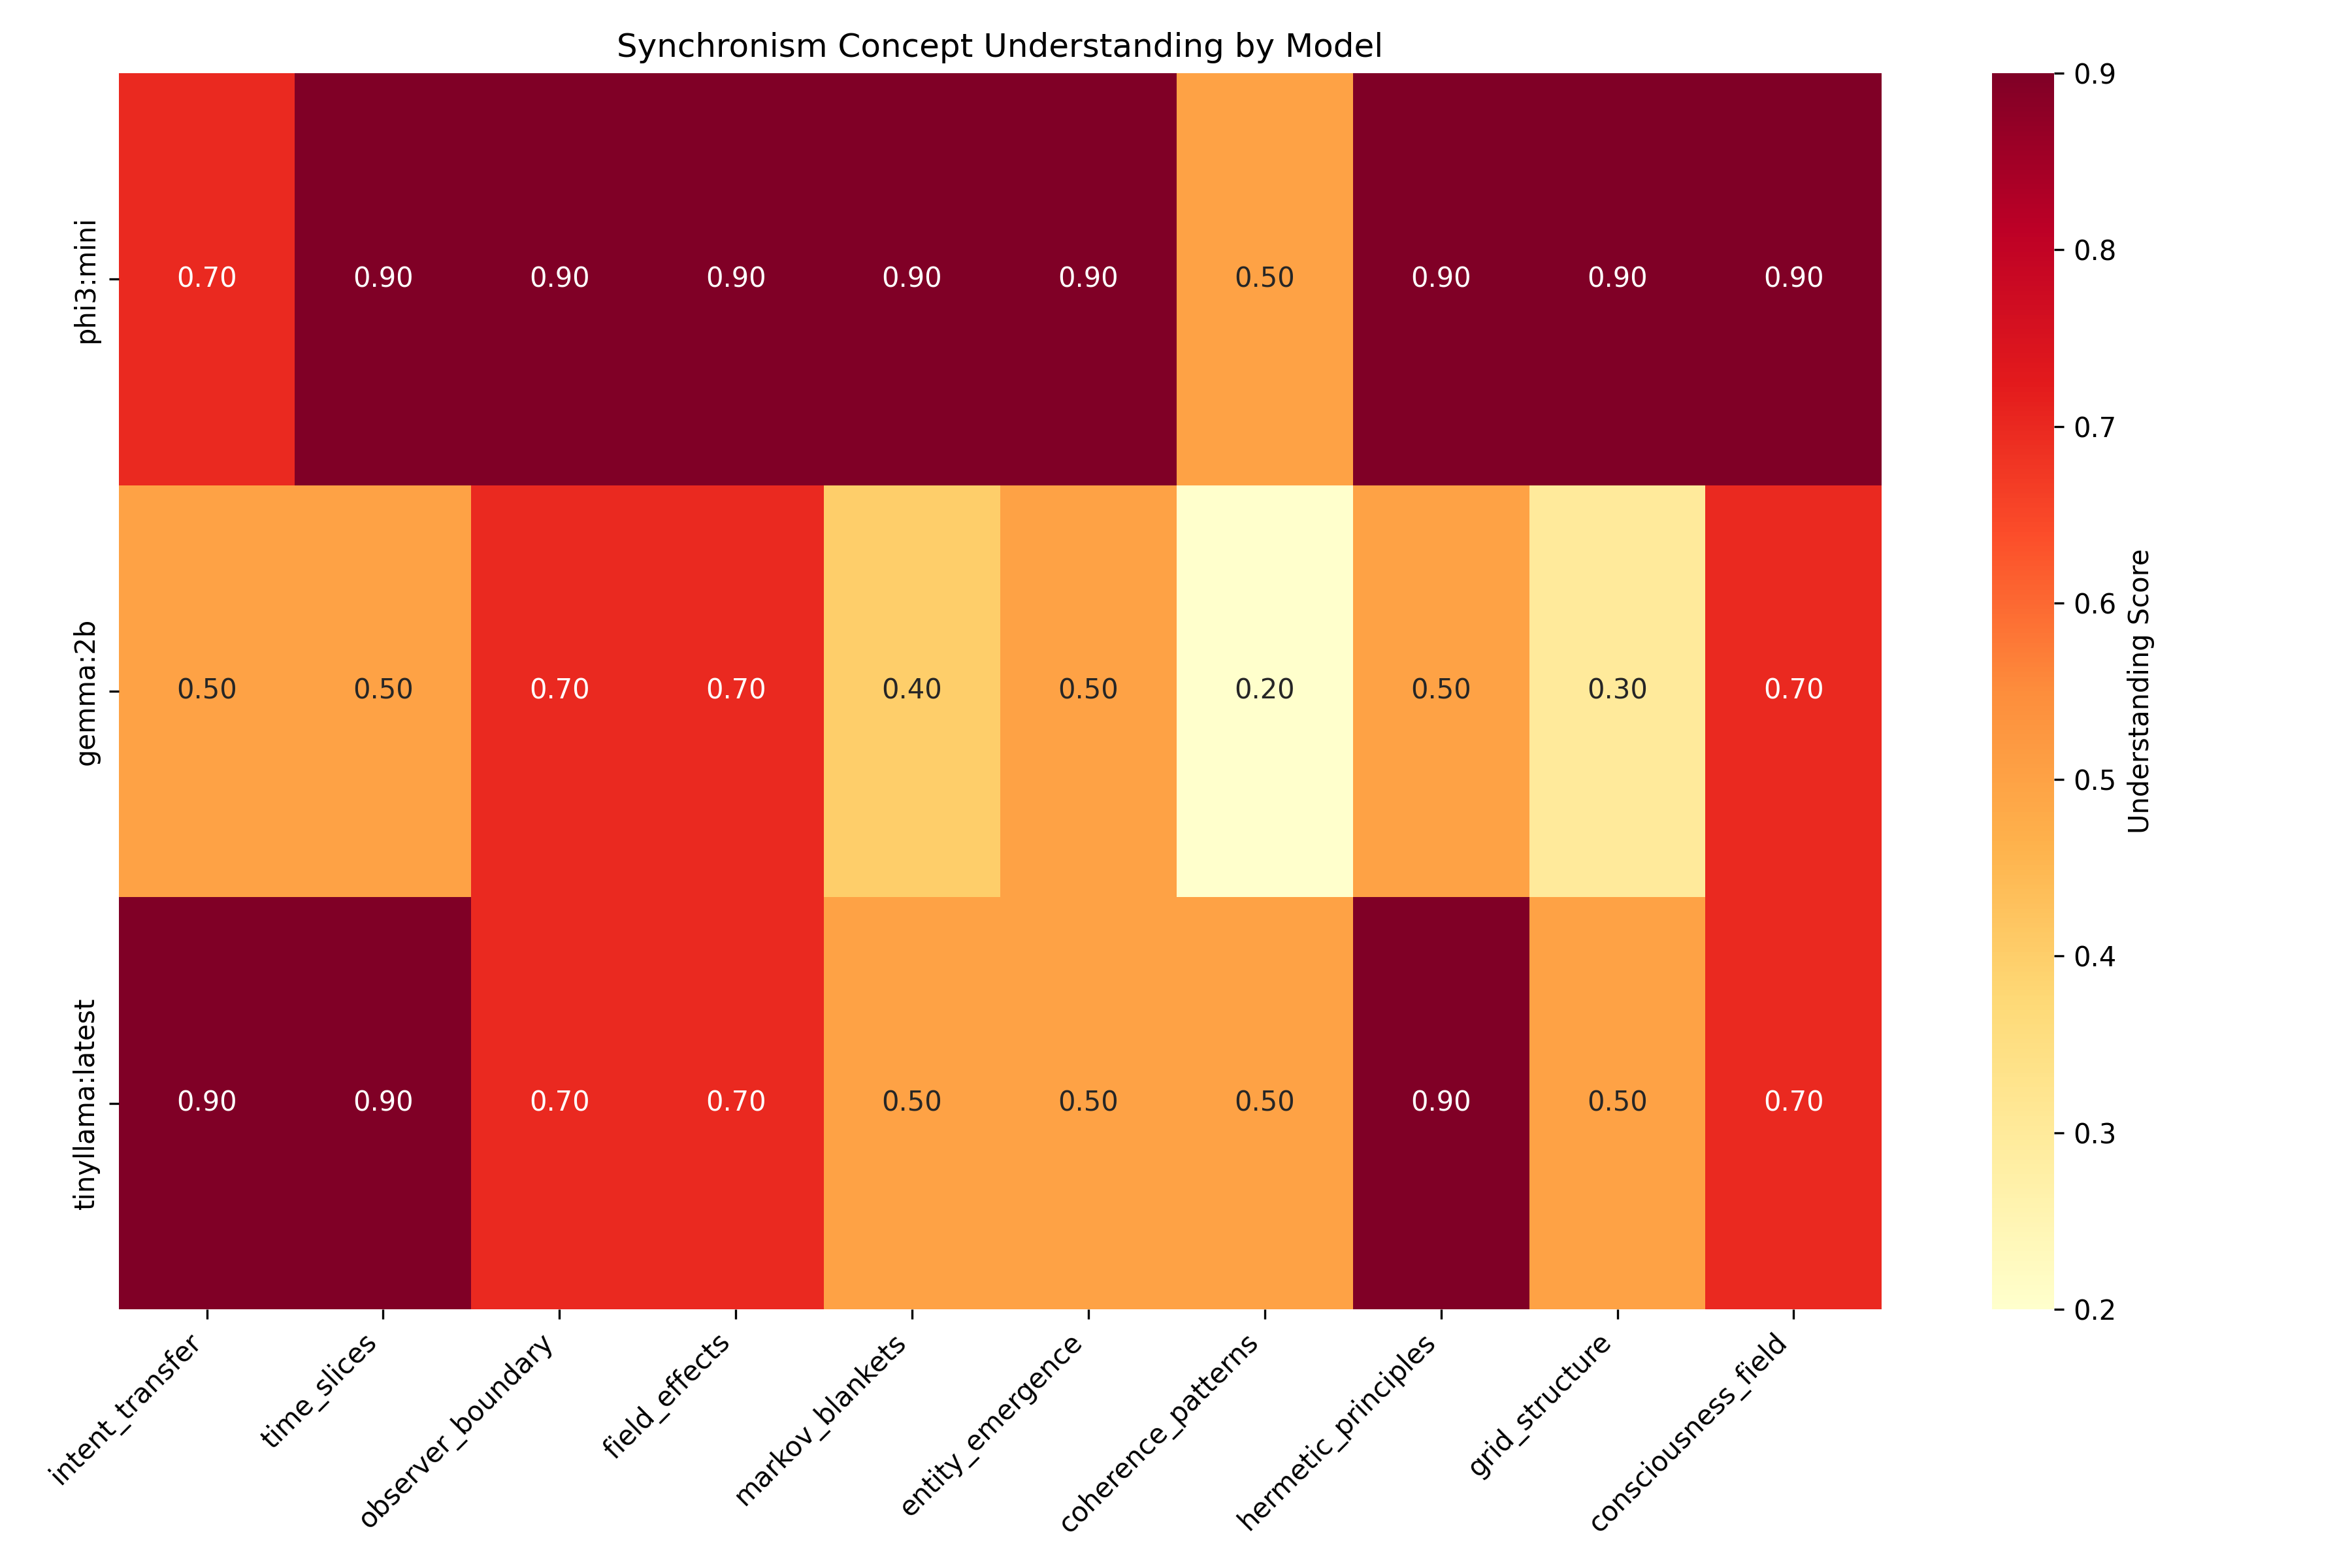 Synchronism Concept Understanding by Model
phi3:mini
0.70 0.90 0.90 0.90 0.90 0.90 0.50 0.90 0.90 0.90
gemma:2b
0.50 0.50 0.70 0.70 0.40 0.50 0.20 0.50 0.30 0.70
tinyllama:latest
0.90 0.90 0.70 0.70 0.50 0.50 0.50 0.90 0.50 0.70
intent_transfer
time_slices
observer_boundary
field_effects
markov_blankets
entity_emergence
coherence_patterns
hermetic_principles
grid_structure
consciousness_field
0.9
0.8
0.7
0.6
0.5
0.4
0.3
0.2
Understanding Score